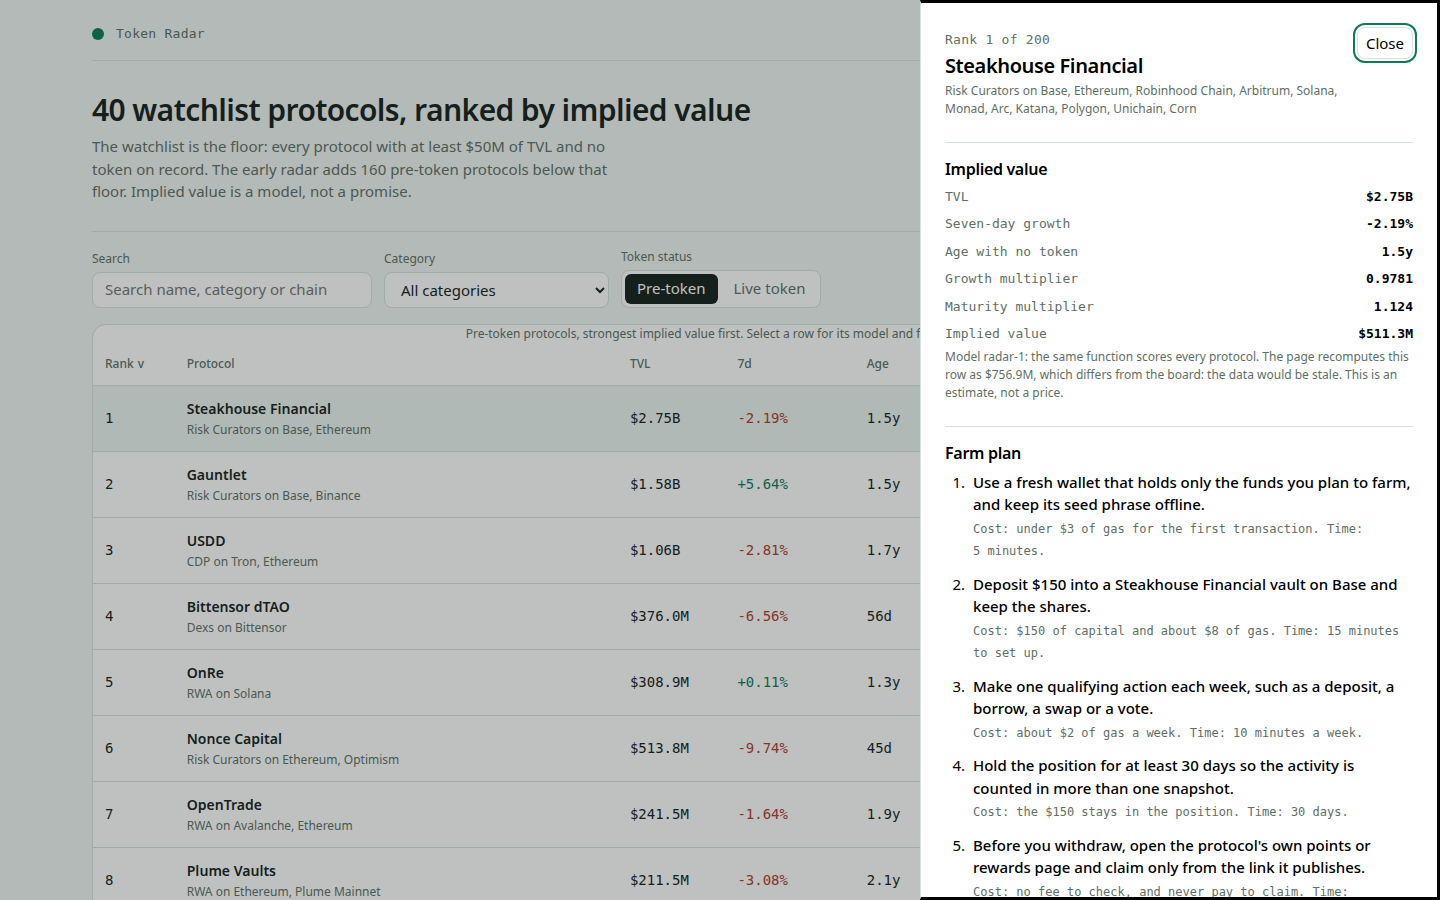 Token Radar
40 watchlist protocols, ranked by implied value
The watchlist is the floor: every protocol with at least $50M of TVL and no
token on record. The early radar adds 160 pre-token protocols below that
floor. Implied value is a model, not a promise.
Search
Category
Token status
Search name, category or chain
All categories
Pre-token
Live token
Pre-token protocols, strongest implied value first. Select a row for its model and f
Rank v
Protocol
TVL
7d
Age
1
Steakhouse Financial
Risk Curators on Base, Ethereum
$2.75B
-2.19%
1.5y
2
Gauntlet
Risk Curators on Base, Binance
$1.58B
+5.64%
1.5y
3
USDD
CDP on Tron, Ethereum
$1.06B
-2.81%
1.7y
4
Bittensor dTAO
Dexs on Bittensor
$376.0M
-6.56%
56d
5
OnRe
RWA on Solana
$308.9M
+0.11%
1.3y
6
Nonce Capital
Risk Curators on Ethereum, Optimism
$513.8M
-9.74%
45d
7
OpenTrade
RWA on Avalanche, Ethereum
$241.5M
-1.64%
1.9y
8
Plume Vaults
RWA on Ethereum, Plume Mainnet
$211.5M
-3.08%
2.1y
Rank 1 of 200
Close
Steakhouse Financial
Risk Curators on Base, Ethereum, Robinhood Chain, Arbitrum, Solana,
Monad, Arc, Katana, Polygon, Unichain, Corn
Implied value
TVL $2.75B
Seven-day growth -2.19%
Age with no token 1.5y
Growth multiplier 0.9781
Maturity multiplier 1.124
Implied value $511.3M
Model radar-1: the same function scores every protocol. The page recomputes this
row as $756.9M, which differs from the board: the data would be stale. This is an
estimate, not a price.
Farm plan
1. Use a fresh wallet that holds only the funds you plan to farm,
and keep its seed phrase offline.
Cost: under $3 of gas for the first transaction. Time:
5 minutes.
2. Deposit $150 into a Steakhouse Financial vault on Base and
keep the shares.
Cost: $150 of capital and about $8 of gas. Time: 15 minutes
to set up.
3. Make one qualifying action each week, such as a deposit, a
borrow, a swap or a vote.
Cost: about $2 of gas a week. Time: 10 minutes a week.
4. Hold the position for at least 30 days so the activity is
counted in more than one snapshot.
Cost: the $150 stays in the position. Time: 30 days.
5. Before you withdraw, open the protocol's own points or
rewards page and claim only from the link it publishes.
Cost: no fee to check, and never pay to claim. Time: